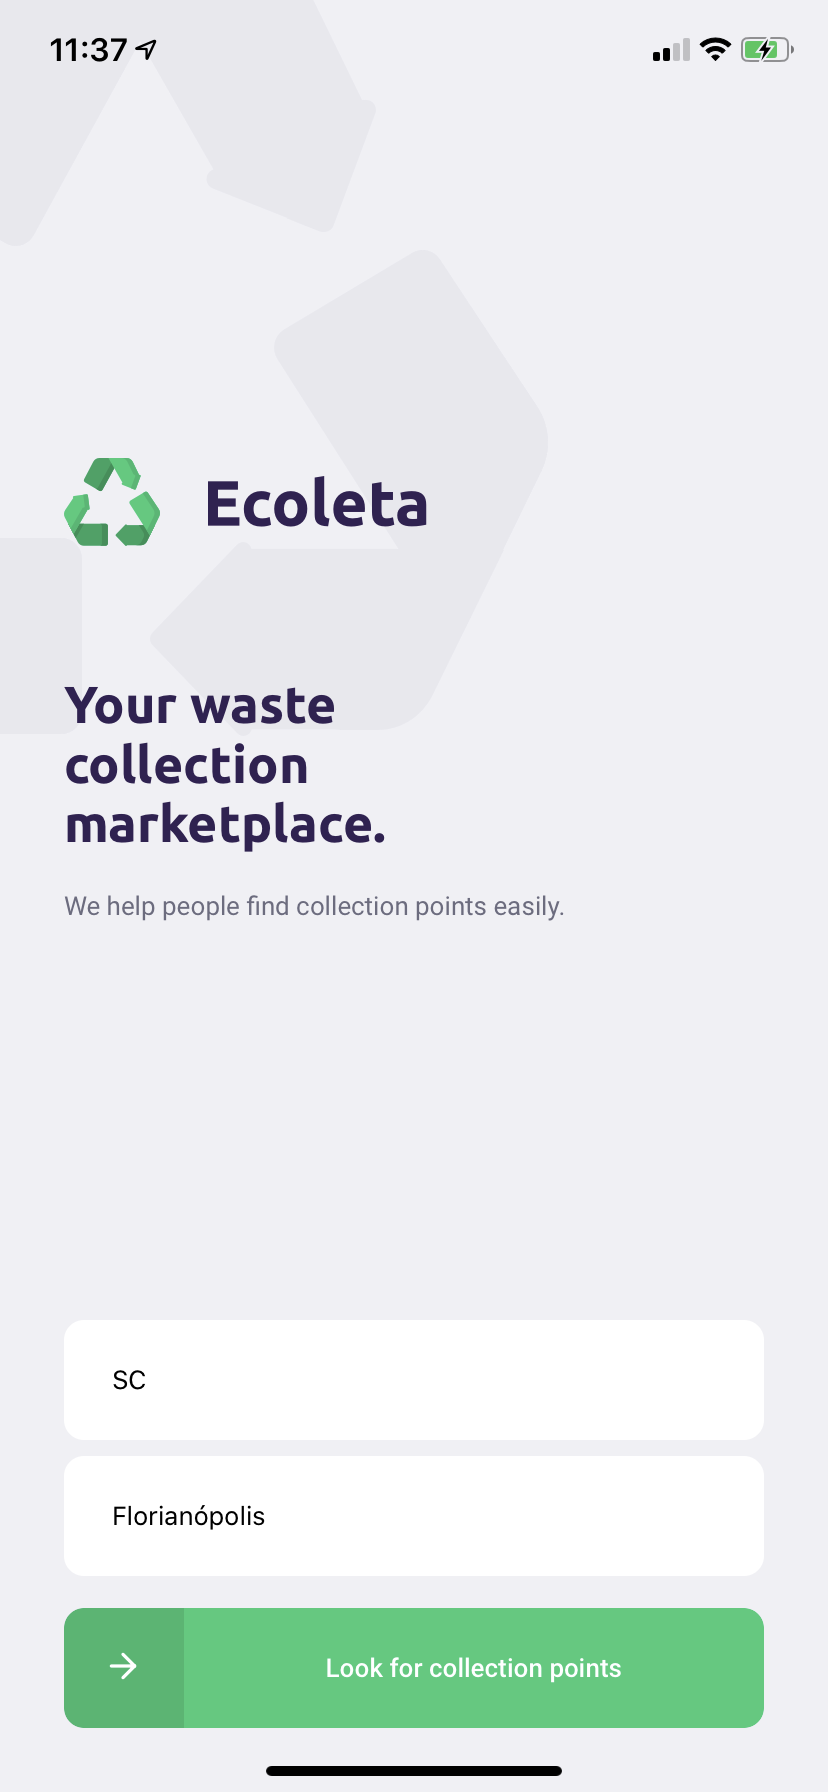 11:37
Ecoleta
Your waste
collection
marketplace.
We help people find collection points easily.
SC
Florianópolis
Look for collection points